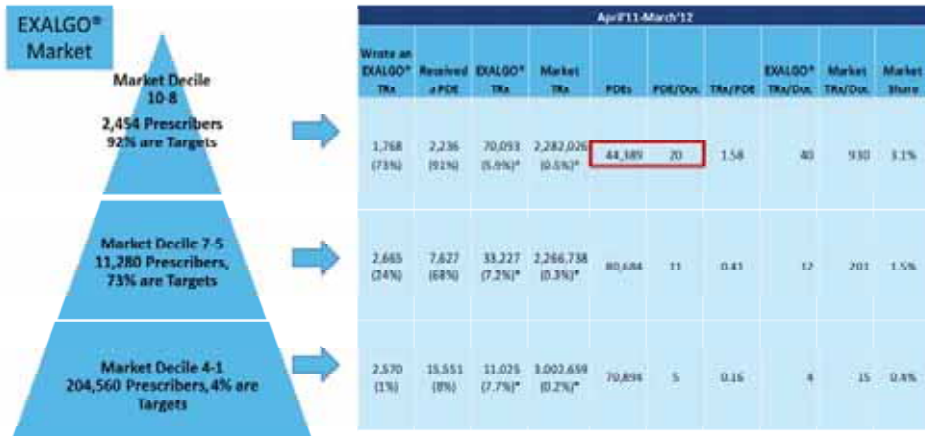 EXALGO®
Market
Market Decile
10-8
2,454 Prescribers
92% are Targets
Market Decile 7-5
11,280 Prescribers,
73% are Targets
Market Decile 4-1
204,560 Prescribers, 4% are
Targets
April'11-March'12
Wrote an EXALGO® TRx Received a PDE EXALGO® TRx Market TRx PDEs PDE/Doc TRx/PDE EXALGO® TRx/Doc Market TRx/Doc Market Share
1,768 2,236 70,093 2,282,026 44,389 20 1.58 40 930 3.1%
(73%) (91%) (5.9%)* (0.5%)*
2,665 7,627 33,227 2,266,738 80,684 11 0.41 12 201 1.5%
(24%) (68%) (7.2%)* (0.3%)*
2,570 15,551 11,025 3,002,659 70,894 5 0.16 4 15 0.4%
(1%) (8%) (7.7%)* (0.2%)*